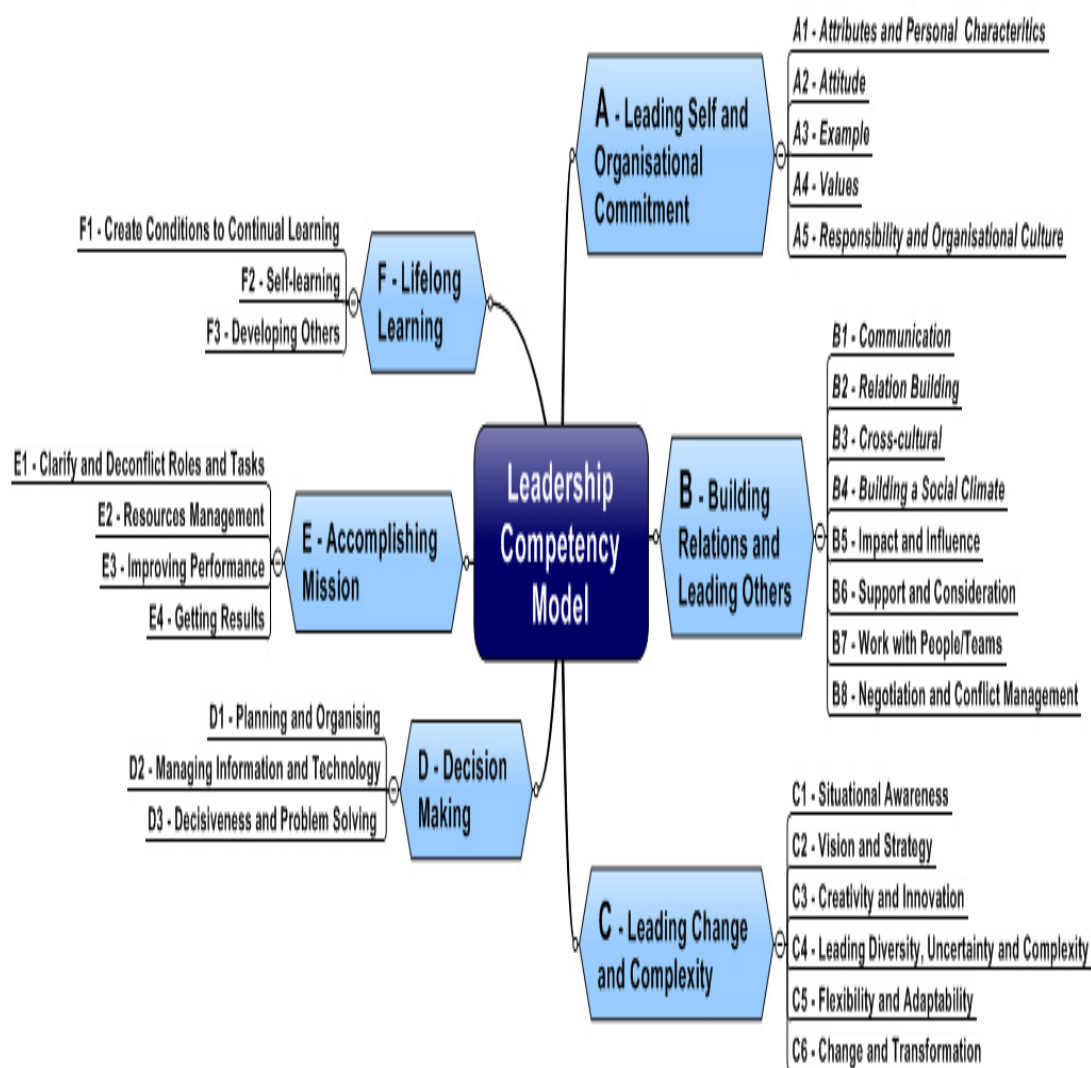 Leadership
Competency
Model
A - Leading Self and
Organisational
Commitment
A1 - Attributes and Personal Characteritics
A2 - Attitude
A3 - Example
A4 - Values
A5 - Responsibility and Organisational Culture
B - Building
Relations and
Leading Others
B1 - Communication
B2 - Relation Building
B3 - Cross-cultural
B4 - Building a Social Climate
B5 - Impact and Influence
B6 - Support and Consideration
B7 - Work with People/Teams
B8 - Negotiation and Conflict Management
C - Leading Change
and Complexity
C1 - Situational Awareness
C2 - Vision and Strategy
C3 - Creativity and Innovation
C4 - Leading Diversity, Uncertainty and Complexity
C5 - Flexibility and Adaptability
C6 - Change and Transformation
D - Decision
Making
D1 - Planning and Organising
D2 - Managing Information and Technology
D3 - Decisiveness and Problem Solving
E - Accomplishing
Mission
E1 - Clarify and Deconflict Roles and Tasks
E2 - Resources Management
E3 - Improving Performance
E4 - Getting Results
F - Lifelong
Learning
F1 - Create Conditions to Continual Learning
F2 - Self-learning
F3 - Developing Others